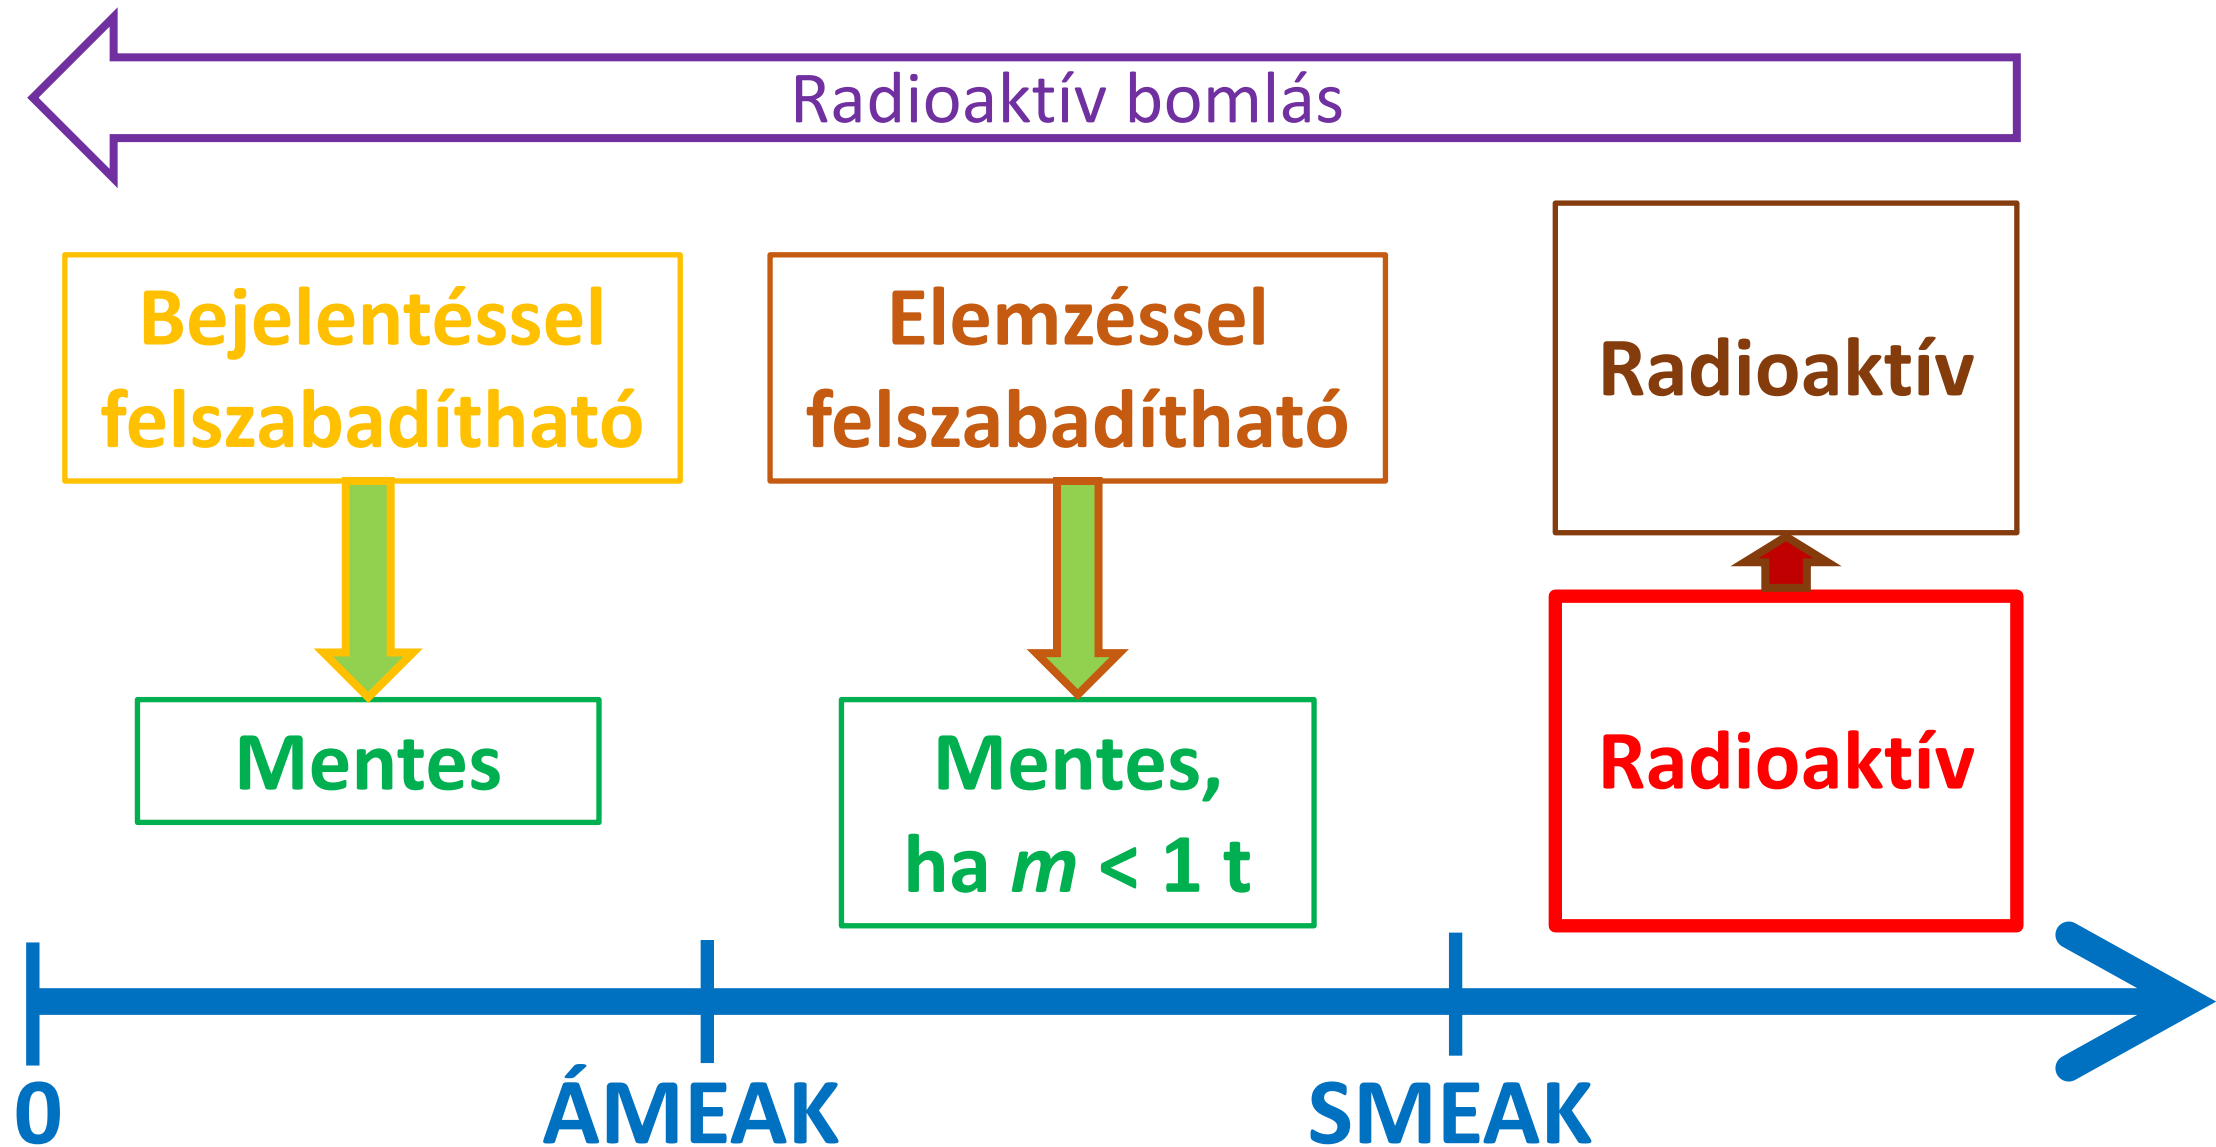 Radioaktív bomlás
Bejelentéssel
felszabadítható
Elemzéssel
felszabadítható
Radioaktív
Mentes
Mentes,
ha m < 1 t
Radioaktív
0
ÁMEAK
SMEAK